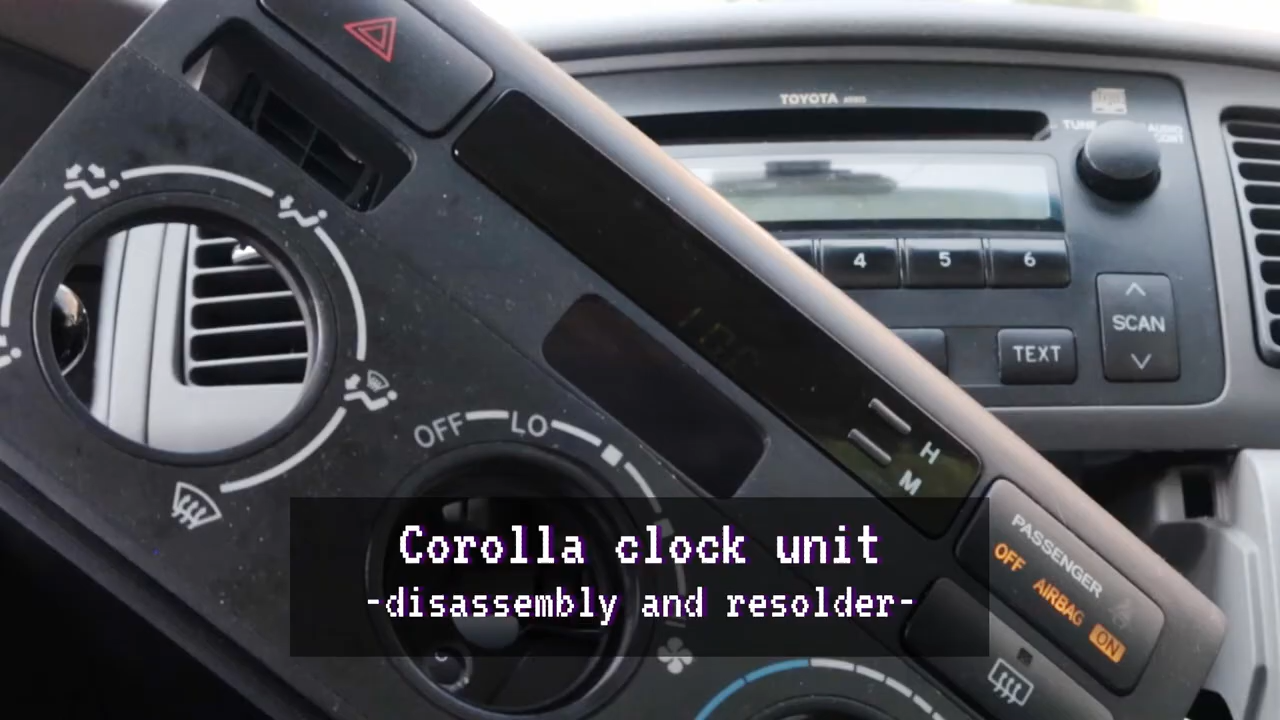 TOYOTA
TUNE
AUDIO
CONT
4 5 6
SCAN
TEXT
OFF LO
H
M
PASSENGER
OFF AIRBAG ON
Corolla clock unit
-disassembly and resolder-